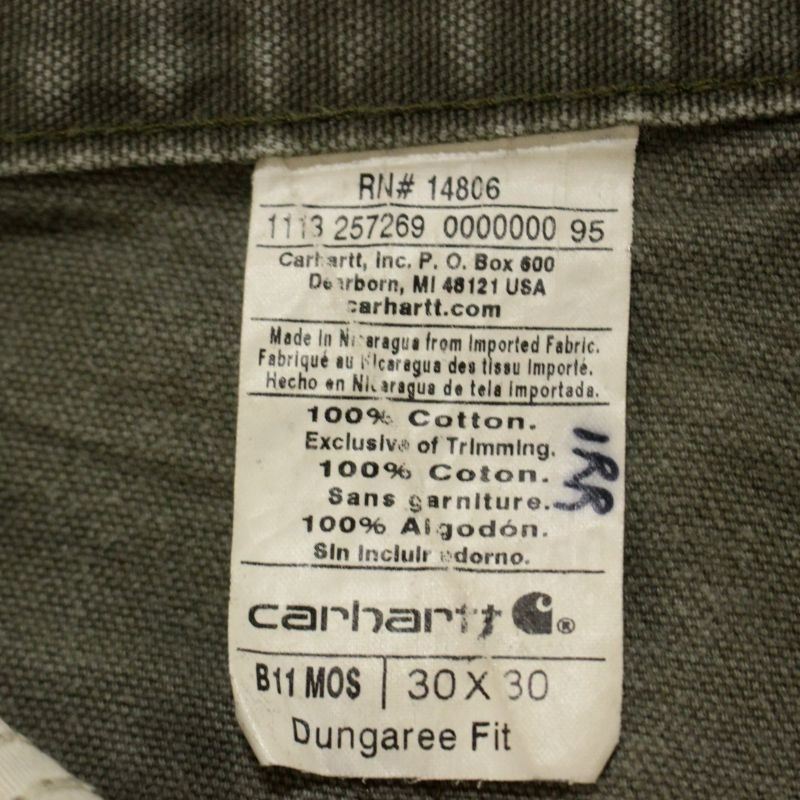 RN# 14806
1113 257269 0000000 95
Carhartt, Inc. P. O. Box 600
Dearborn, MI 48121 USA
carhartt.com
Made in Nicaragua from Imported Fabric.
Fabriqué au Nicaragua des tissu Importé.
Hecho en Nicaragua de tela Importada.
100% Cotton.
Exclusive of Trimming.
100% Coton.
Sans garniture.
100% Algodón.
Sin Incluir adorno.
IRR
carhartt ®
B11 MOS | 30 X 30
Dungaree Fit